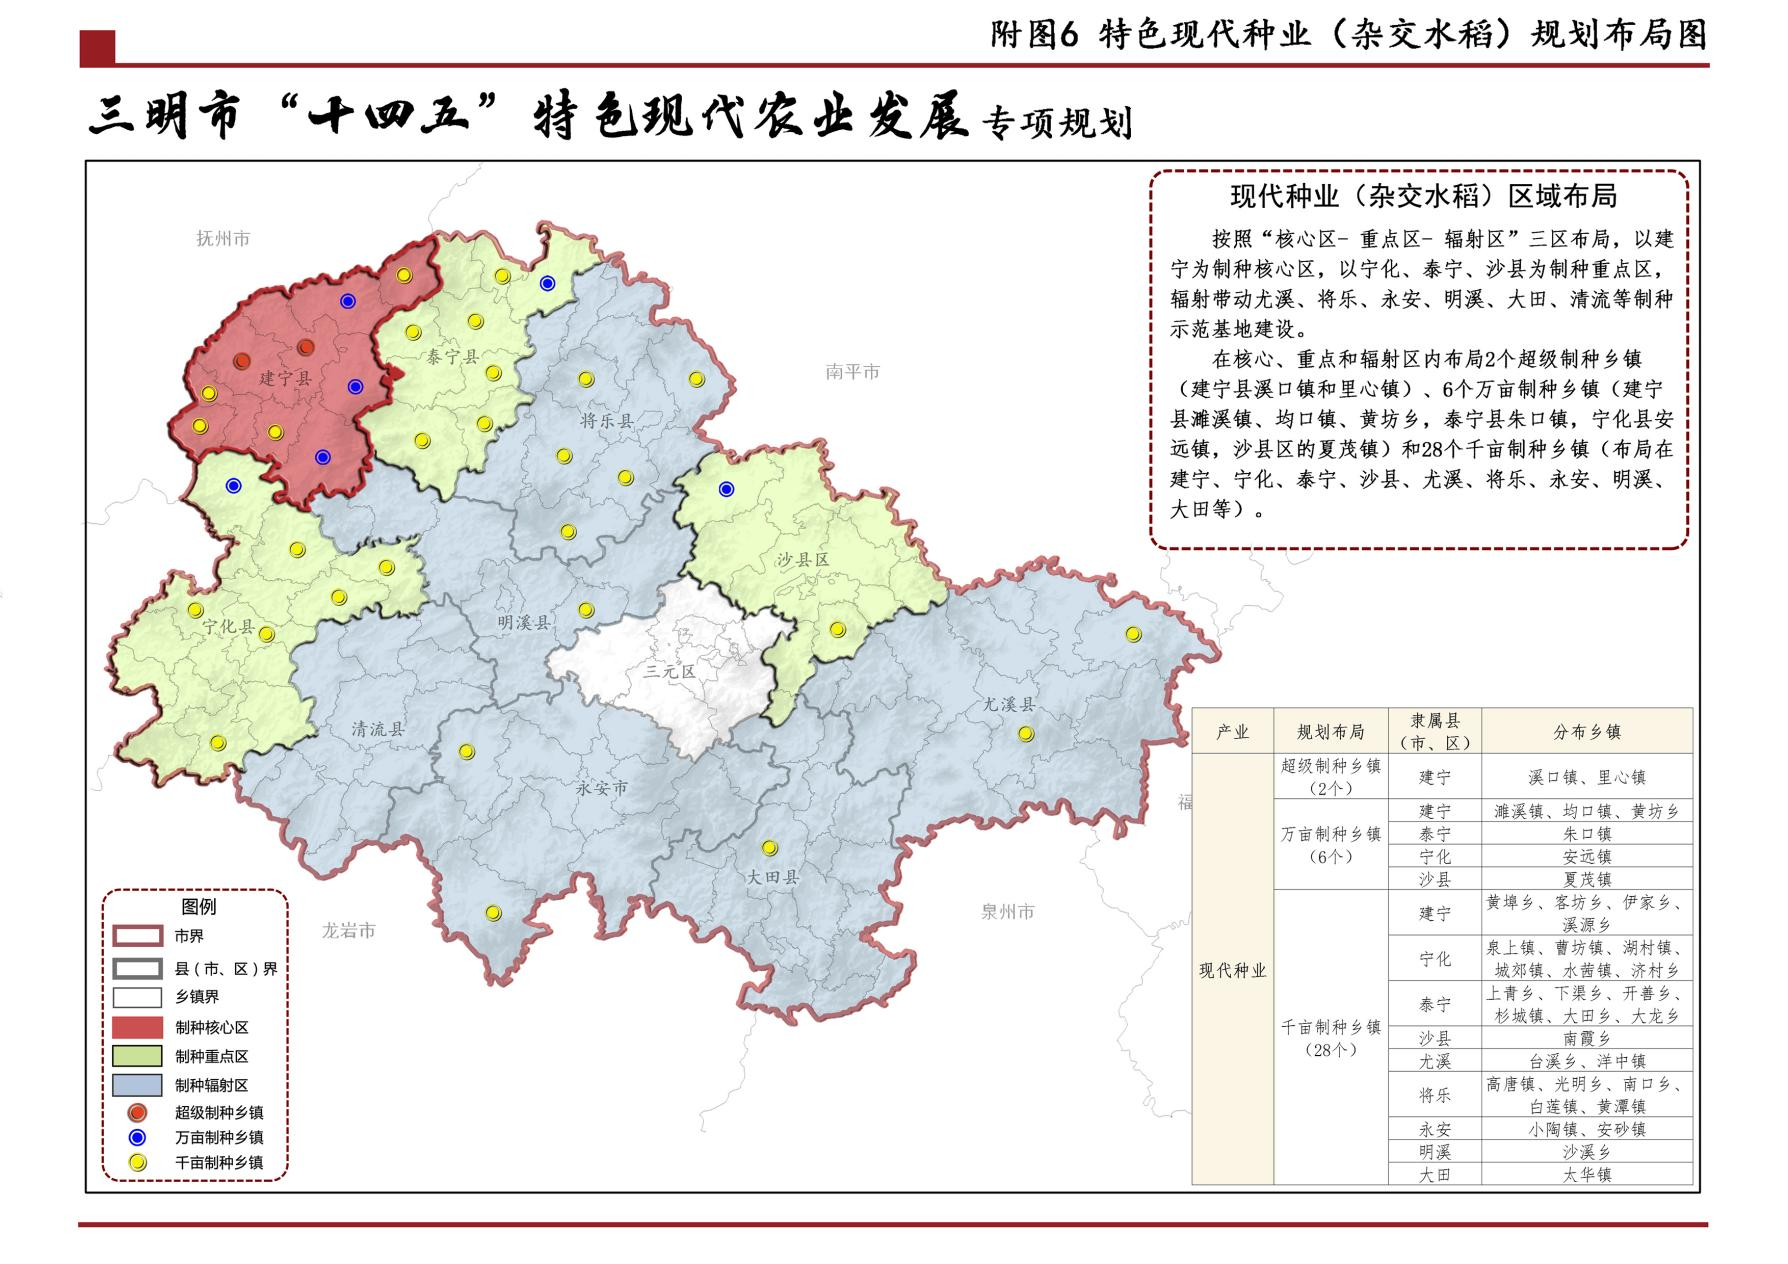 附图6 特色现代种业（杂交水稻）规划布局图
三明市“十四五”特色现代农业发展专项规划
现代种业（杂交水稻）区域布局
按照“核心区- 重点区- 辐射区”三区布局，以建
宁为制种核心区，以宁化、泰宁、沙县为制种重点区，
辐射带动尤溪、将乐、永安、明溪、大田、清流等制种
示范基地建设。
在核心、重点和辐射区内布局2个超级制种乡镇
（建宁县溪口镇和里心镇）、6个万亩制种乡镇（建宁
县濉溪镇、均口镇、黄坊乡，泰宁县朱口镇，宁化县安
远镇，沙县区的夏茂镇）和28个千亩制种乡镇（布局在
建宁、宁化、泰宁、沙县、尤溪、将乐、永安、明溪、
大田等）。
抚州市
南平市
泰宁县
建宁县
将乐县
沙县区
宁化县
明溪县
三元区
清流县
尤溪县
永安市
大田县
福
龙岩市
泉州市
图例
市界
县（市、区）界
乡镇界
制种核心区
制种重点区
制种辐射区
超级制种乡镇
万亩制种乡镇
千亩制种乡镇
产业 规划布局 隶属县（市、区） 分布乡镇
现代种业
超级制种乡镇（2个）
建宁 溪口镇、里心镇
万亩制种乡镇（6个）
建宁 濉溪镇、均口镇、黄坊乡
泰宁 朱口镇
宁化 安远镇
沙县 夏茂镇
千亩制种乡镇（28个）
建宁 黄埠乡、客坊乡、伊家乡、
溪源乡
宁化 泉上镇、曹坊镇、湖村镇、
城郊镇、水茜镇、济村乡
泰宁 上青乡、下渠乡、开善乡、
杉城镇、大田乡、大龙乡
沙县 南霞乡
尤溪 台溪乡、洋中镇
将乐 高唐镇、光明乡、南口乡、
白莲镇、黄潭镇
永安 小陶镇、安砂镇
明溪 沙溪乡
大田 太华镇